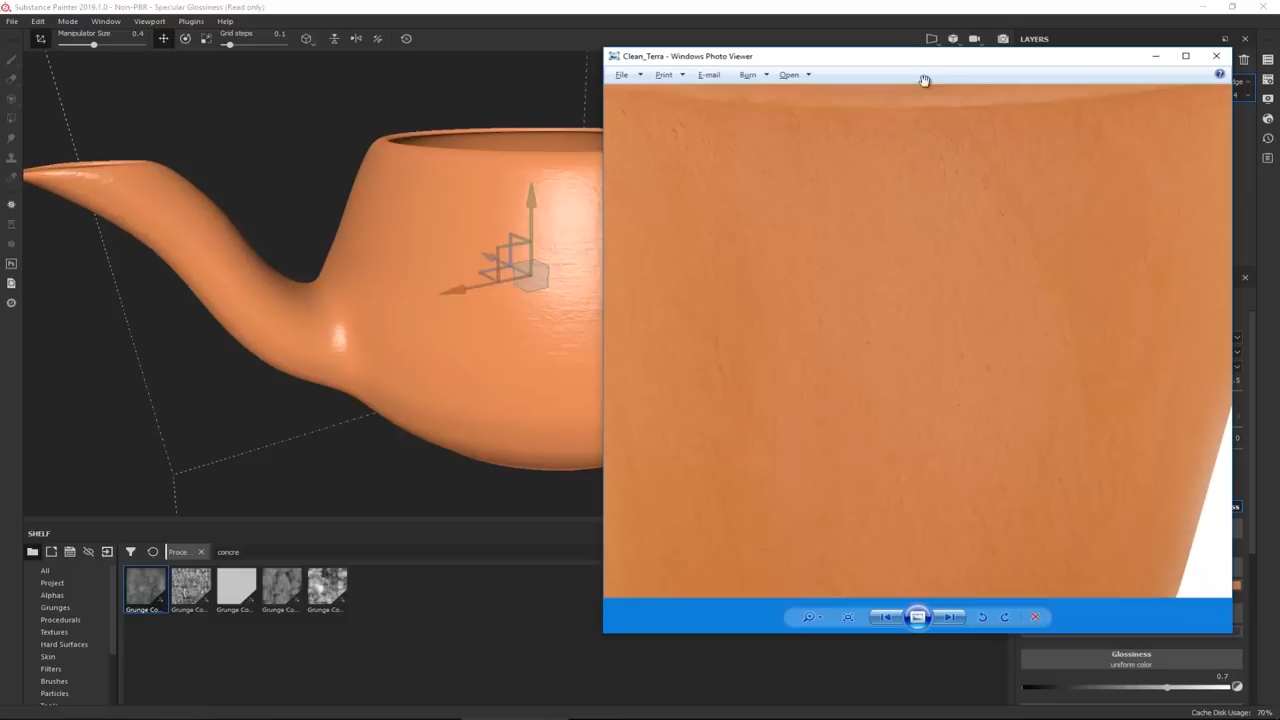 Substance Painter 2019.1.0 - Non-PBR - Specular Glossiness (Read only)
File Edit Mode Window Viewport Plugins Help
Manipulator Size 0.4 Grid steps 0.1
LAYERS
Clean_Terra - Windows Photo Viewer
File Print E-mail Burn Open
SHELF
Proce... concre
All
Project
Alphas
Grunges
Procedurals
Textures
Hard Surfaces
Skin
Filters
Brushes
Particles
Grunge Co... Grunge Co... Grunge Co... Grunge Co... Grunge Co...
Glossiness
uniform color
0.7
Cache Disk Usage: 70%